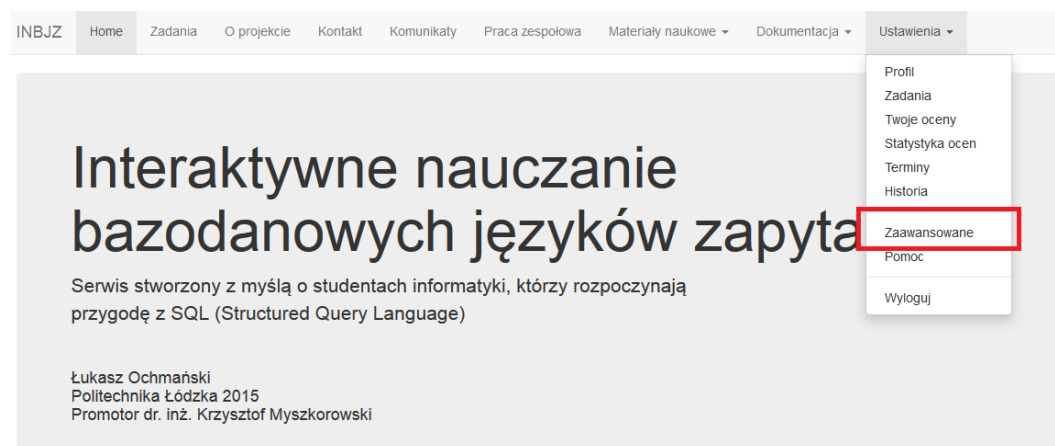 INBJZ Home Zadania O projekcie Kontakt Komunikaty Praca zespołowa Materiały naukowe Dokumentacja Ustawienia
Profil
Zadania
Twoje oceny
Statystyka ocen
Terminy
Historia
Zaawansowane
Pomoc
Wyloguj
Interaktywne nauczanie
bazodanowych języków zapyta
Serwis stworzony z myślą o studentach informatyki, którzy rozpoczynają
przygodę z SQL (Structured Query Language)
Łukasz Ochmański
Politechnika Łódzka 2015
Promotor dr. inż. Krzysztof Myszkorowski